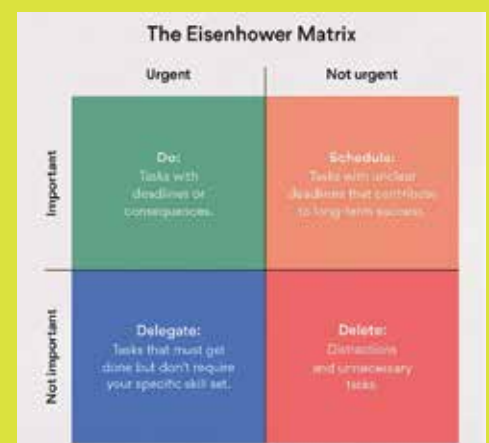 The Eisenhower Matrix
Urgent
Not urgent
Important
Do:
Tasks with
deadlines or
consequences.
Schedule:
Tasks with unclear
deadlines that contribute
to long-term success.
Not important
Delegate:
Tasks that must get
done but don't require
your specific skill set.
Delete:
Distractions
and unnecessary
tasks.